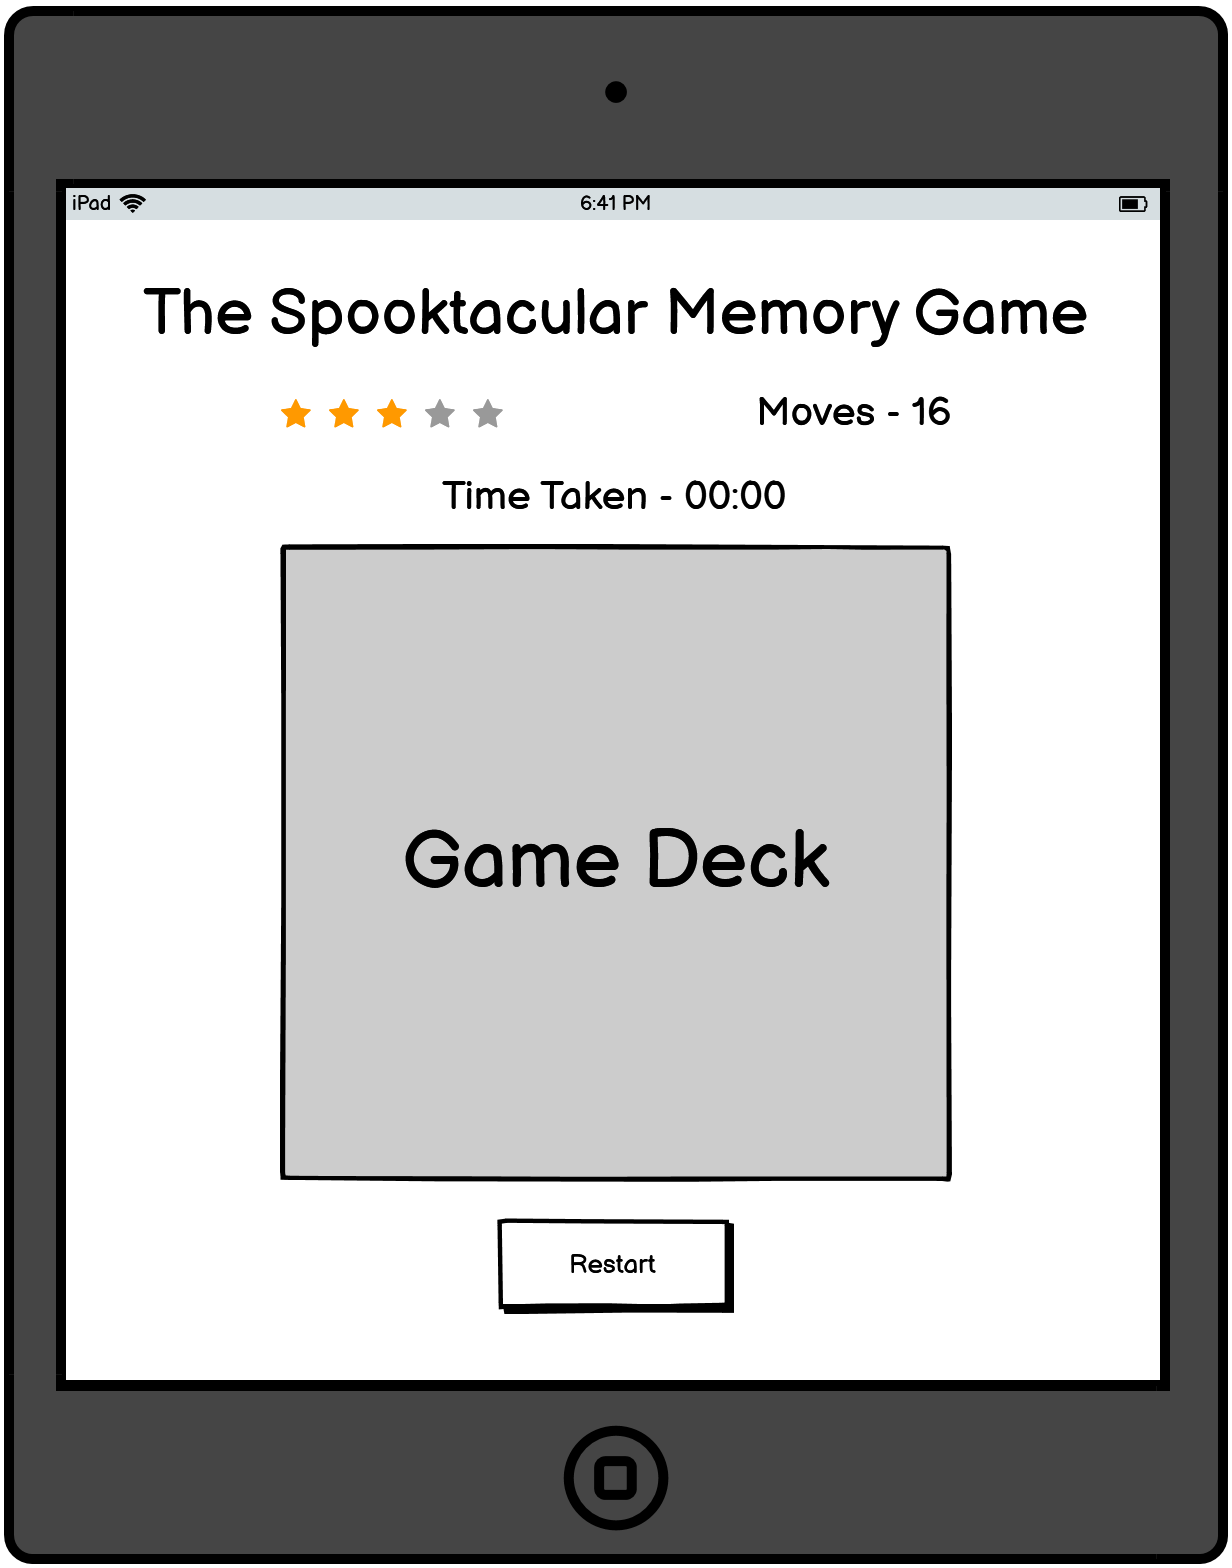 iPad 6:41 PM
The Spooktacular Memory Game
Moves - 16
Time Taken - 00:00
Game Deck
Restart